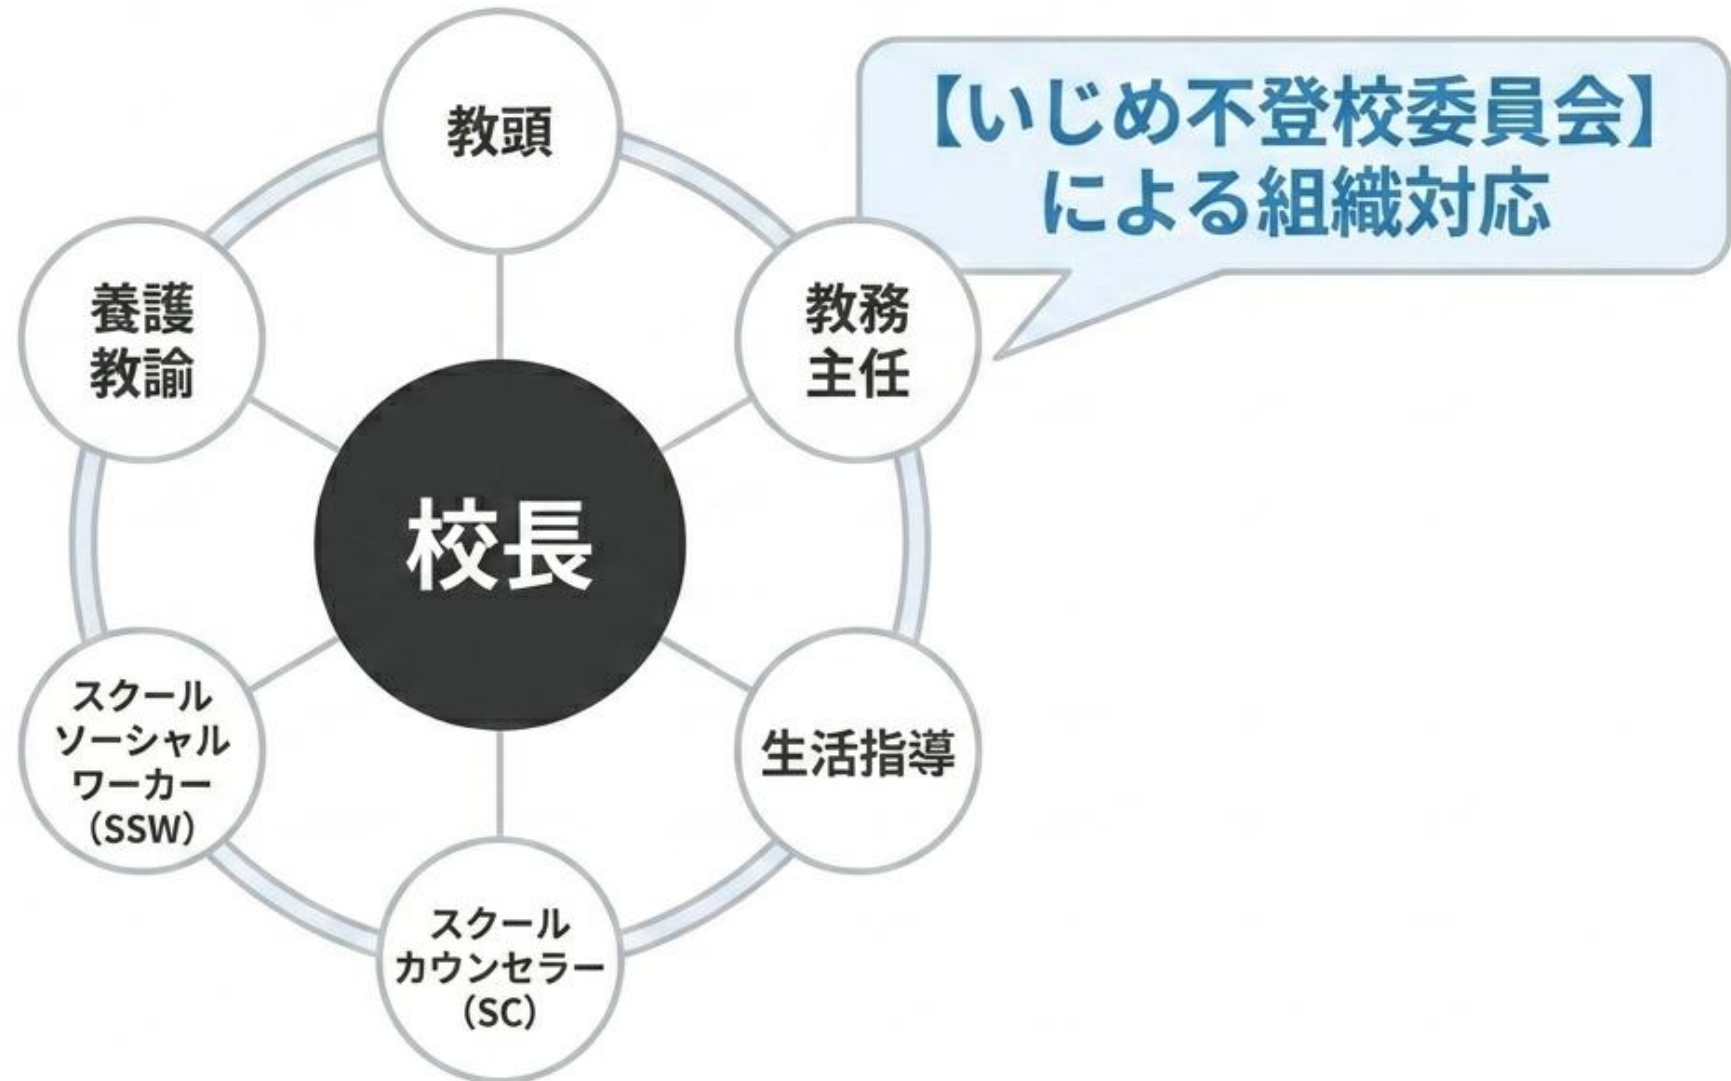 教頭
【いじめ不登校委員会】
による組織対応
養護
教諭
教務
主任
校長
スクール
ソーシャル
ワーカー
（SSW）
生活指導
スクール
カウンセラー
（SC）